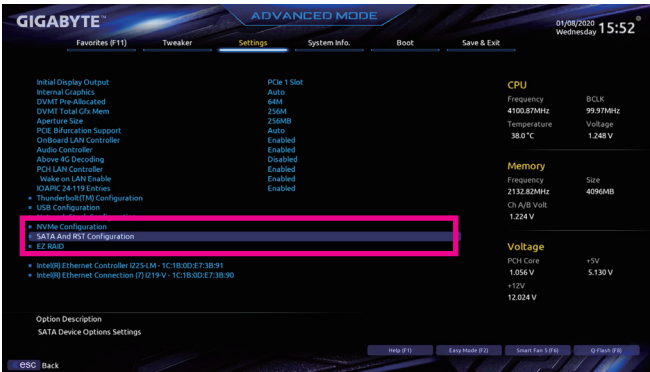 GIGABYTE™ ADVANCED MODE
01/08/2020 Wednesday 15:52
Favorites (F11) Tweaker Settings System Info. Boot Save & Exit
Initial Display Output PCIe 1 Slot
Internal Graphics Auto
DVMT Pre-Allocated 64M
DVMT Total Gfx Mem 256M
Aperture Size 256MB
PCIE Bifurcation Support Auto
OnBoard LAN Controller Enabled
Audio Controller Enabled
Above 4G Decoding Disabled
PCH LAN Controller Enabled
Wake on LAN Enable Enabled
IOAPIC 24-119 Entries Enabled
Thunderbolt(TM) Configuration
USB Configuration
NVMe Configuration
SATA And RST Configuration
EZ RAID
Intel(R) Ethernet Controller I225-LM - 1C:1B:0D:E7:3B:91
Intel(R) Ethernet Connection (7) I219-V - 1C:1B:0D:E7:3B:90
CPU
Frequency BCLK
4100.87MHz 99.97MHz
Temperature Voltage
38.0 °C 1.248 V
Memory
Frequency Size
2132.82MHz 4096MB
Ch A/B Volt
1.224 V
Voltage
PCH Core +5V
1.056 V 5.130 V
+12V
12.024 V
Option Description
SATA Device Options Settings
Help (F1) Easy Mode (F2) Smart Fan 5 (F6) Q-Flash (F8)
esc Back